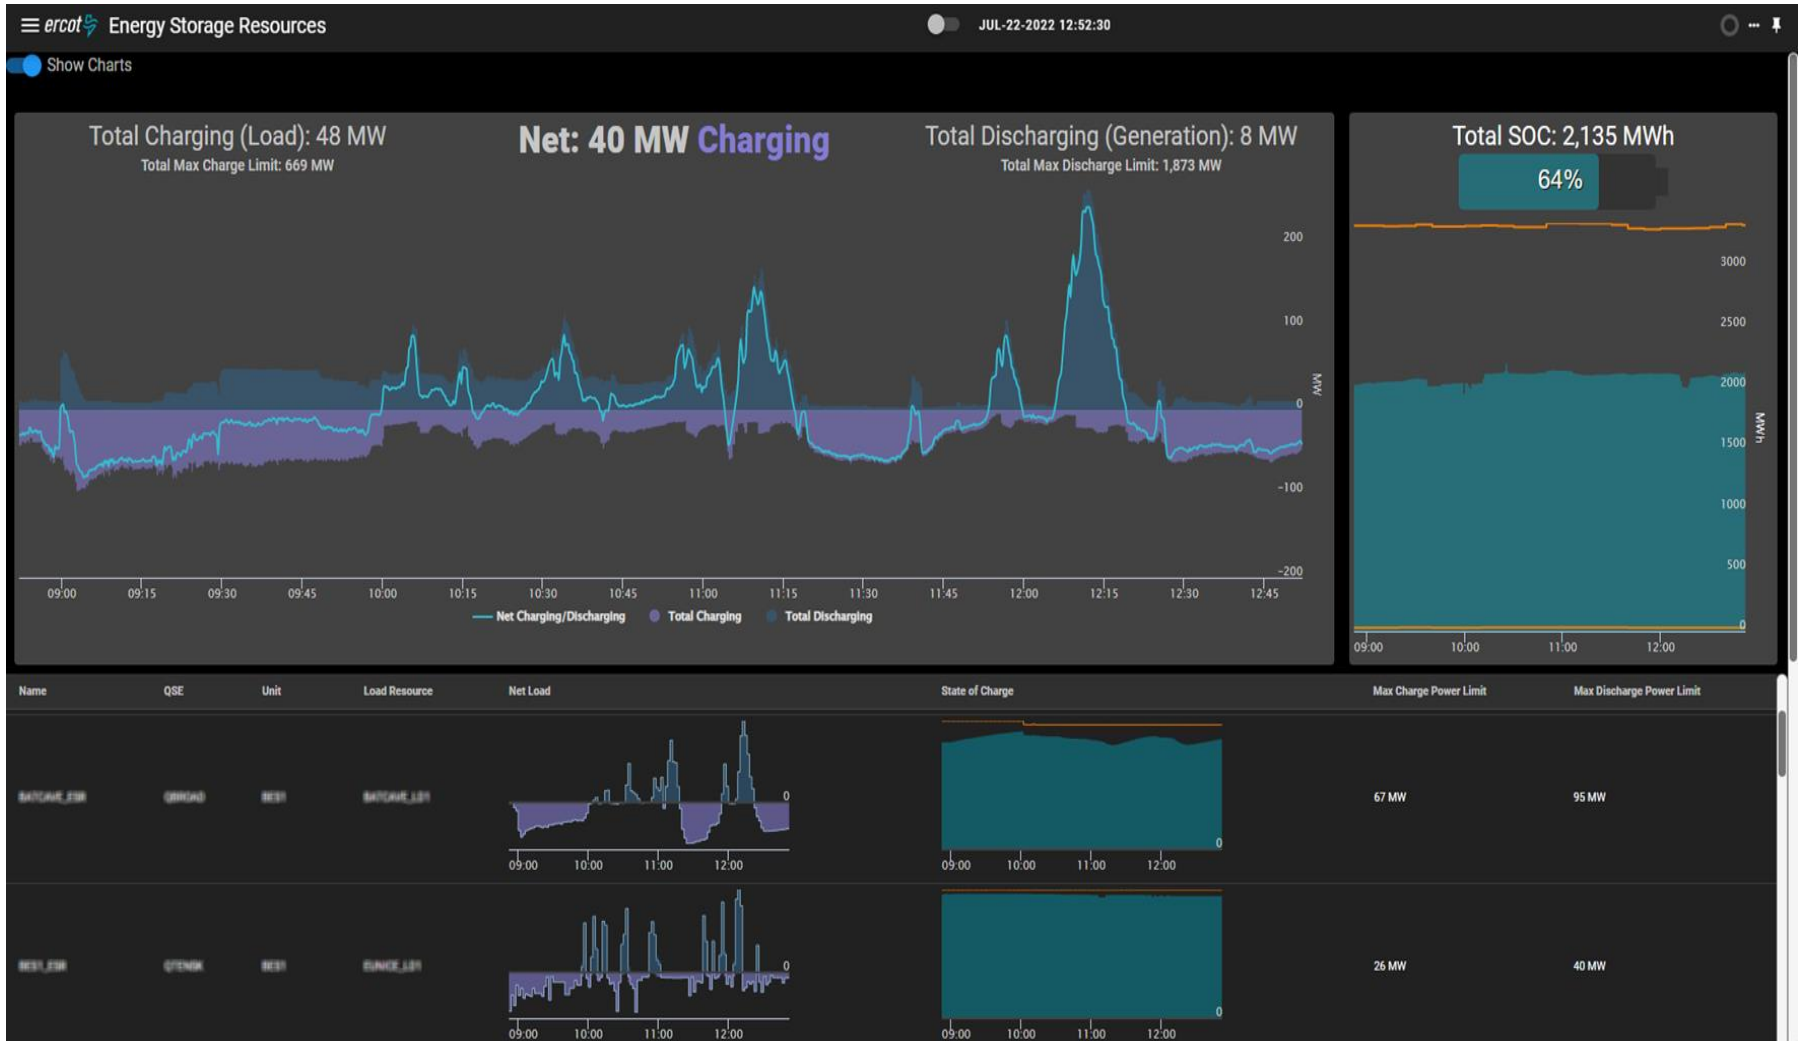 ercot Energy Storage Resources JUL-22-2022 12:52:30
Show Charts
Total Charging (Load): 48 MW
Total Max Charge Limit: 669 MW
Net: 40 MW Charging
Total Discharging (Generation): 8 MW
Total Max Discharge Limit: 1,873 MW
200
100
0
-100
-200
MW
09:00 09:15 09:30 09:45 10:00 10:15 10:30 10:45 11:00 11:15 11:30 11:45 12:00 12:15 12:30 12:45
Net Charging/Discharging Total Charging Total Discharging
Total SOC: 2,135 MWh
64%
3000
2500
2000
1500
1000
500
0
MWh
09:00 10:00 11:00 12:00
Name QSE Unit Load Resource Net Load State of Charge Max Charge Power Limit Max Discharge Power Limit
0
09:00 10:00 11:00 12:00
0
09:00 10:00 11:00 12:00
67 MW 95 MW
0
09:00 10:00 11:00 12:00
0
09:00 10:00 11:00 12:00
26 MW 40 MW